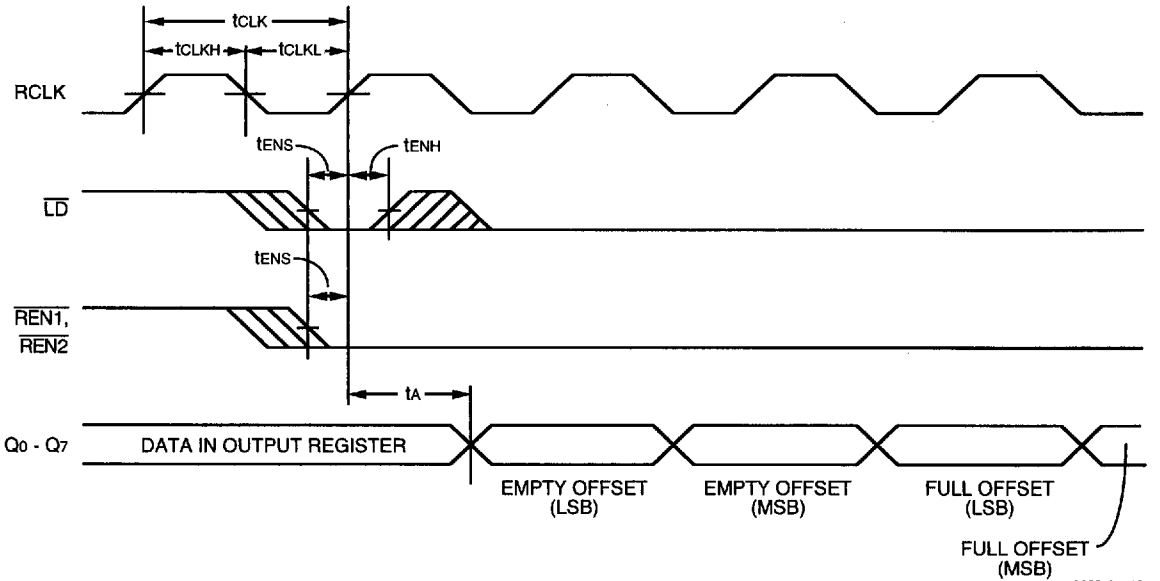 tCLK
tCLKH
tCLKL
RCLK
tENS
tENH
LD
tENS
REN1,
REN2
tA
Q0 - Q7
DATA IN OUTPUT REGISTER
EMPTY OFFSET
(LSB)
EMPTY OFFSET
(MSB)
FULL OFFSET
(LSB)
FULL OFFSET
(MSB)